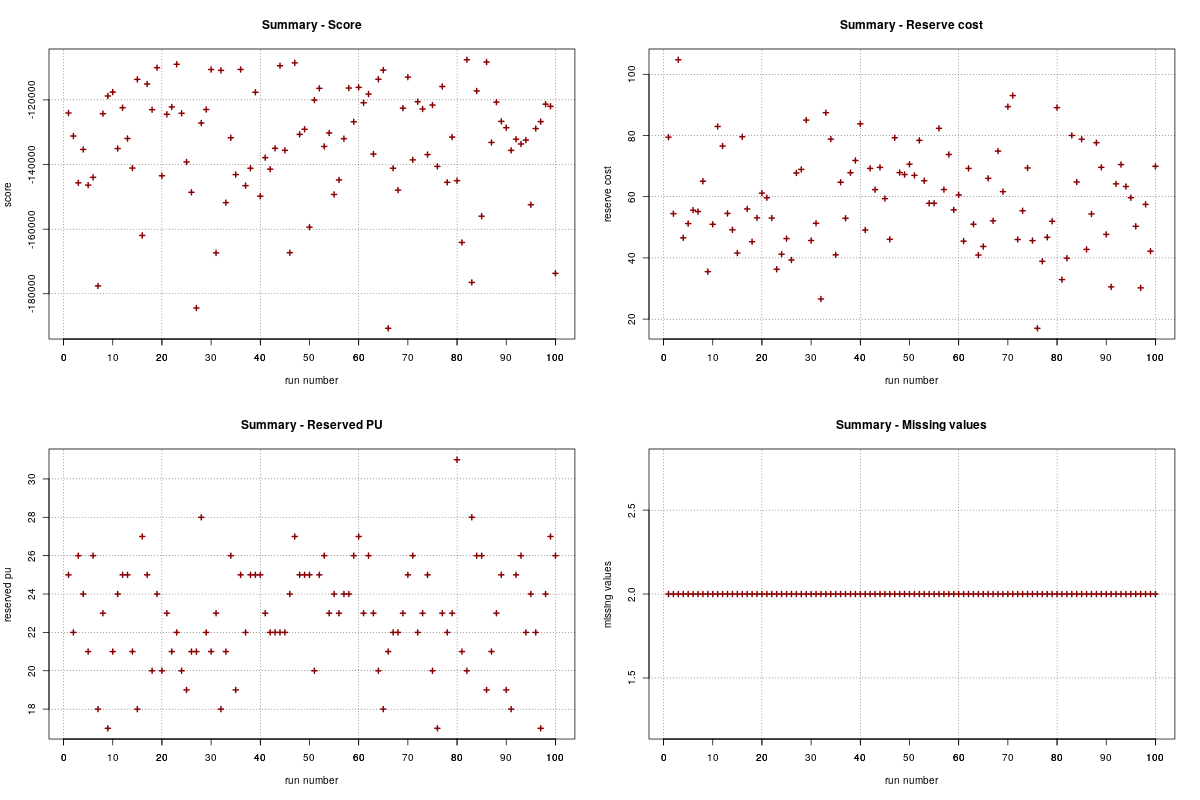 Summary - Score
score
-120000
-140000
-160000
-180000
0 10 20 30 40 50 60 70 80 90 100
run number
Summary - Reserve cost
reserve cost
100
80
60
40
20
0 10 20 30 40 50 60 70 80 90 100
run number
Summary - Reserved PU
reserved pu
30
28
26
24
22
20
18
0 10 20 30 40 50 60 70 80 90 100
run number
Summary - Missing values
missing values
2.5
2.0
1.5
0 10 20 30 40 50 60 70 80 90 100
run number